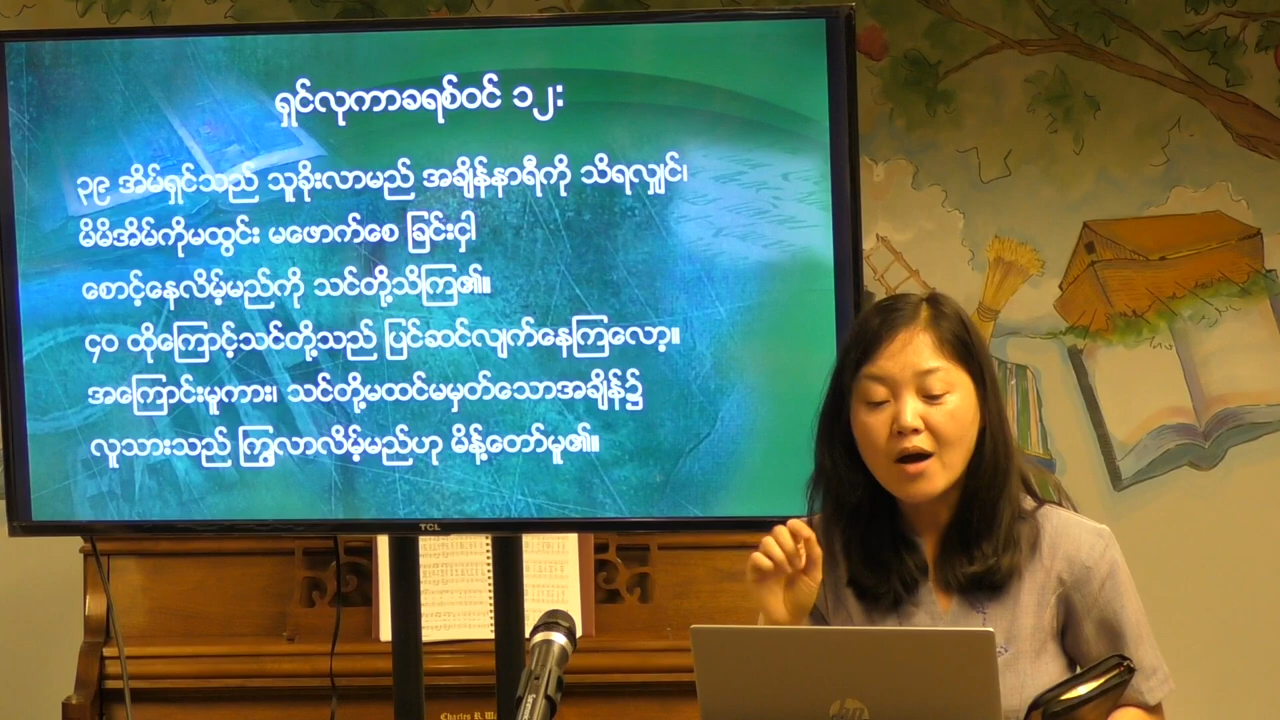 ရှင်လုကာခရစ်ဝင် ၁၂း
၃၉ အိမ်ရှင်သည် သူခိုးလာမည် အချိန်နာရီကို သိရလျှင်၊
မိမိအိမ်ကိုမထွင်း မဖောက်စေ ခြင်းငှါ
စောင့်နေလိမ့်မည်ကို သင်တို့သိကြ၏။
၄၀ ထိုကြောင့်သင်တို့သည် ပြင်ဆင်လျက်နေကြလော့။
အကြောင်းမူကား၊ သင်တို့မထင်မမှတ်သောအချိန်၌
လူသားသည် ကြွလာလိမ့်မည်ဟု မိန့်တော်မူ၏။
TCL
Charles R.
hp